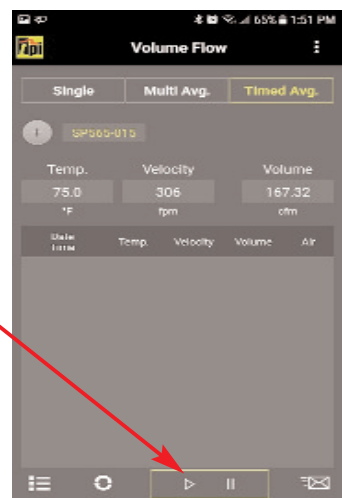 65% 1:51 PM
tpi Volume Flow
Single Multi Avg. Timed Avg.
SP565-015
Temp. Velocity Volume
75.0 306 167.32
°F fpm cfm
Date Temp. Velocity Volume Air
Time